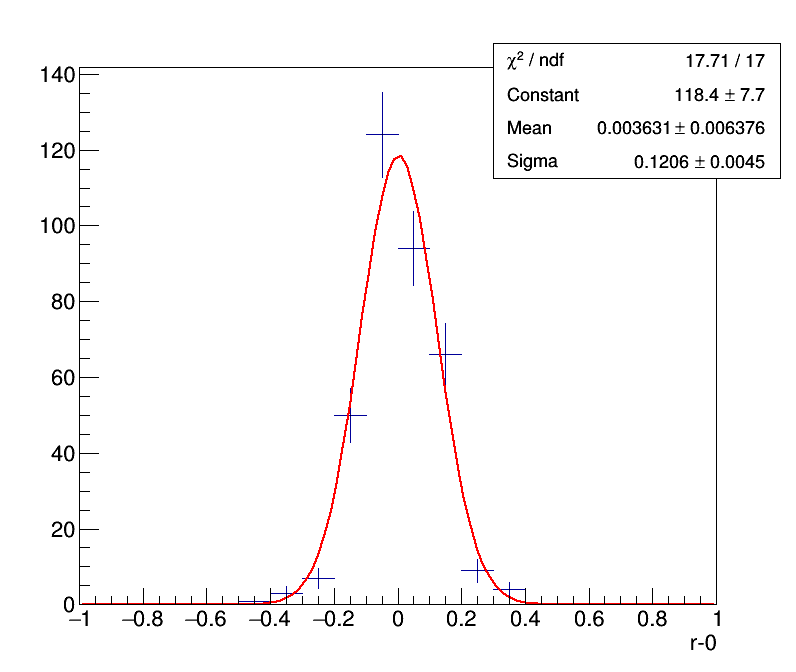 χ² / ndf 17.71 / 17
Constant 118.4 ± 7.7
Mean 0.003631 ± 0.006376
Sigma 0.1206 ± 0.0045
140
120
100
80
60
40
20
0
−1 −0.8 −0.6 −0.4 −0.2 0 0.2 0.4 0.6 0.8 1
r-0